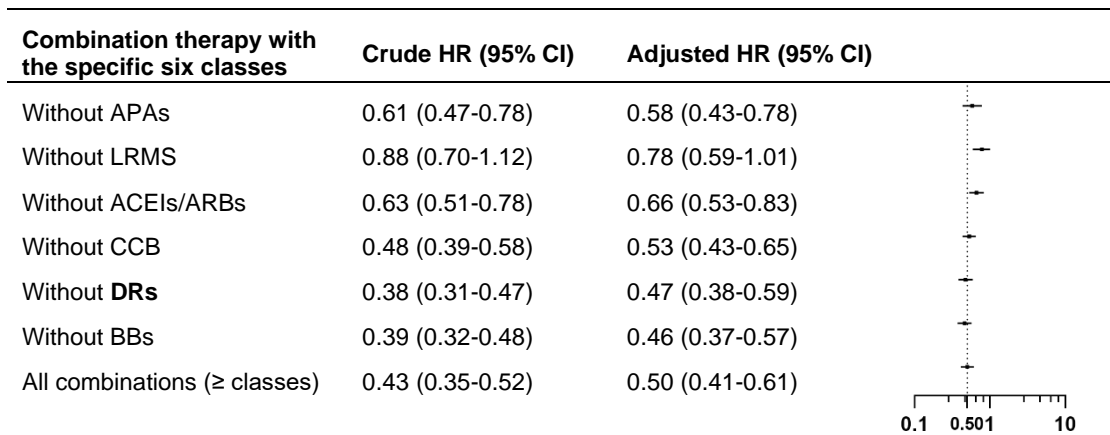 Combination therapy with
the specific six classes
Crude HR (95% CI)
Adjusted HR (95% CI)
Without APAs 0.61 (0.47-0.78) 0.58 (0.43-0.78)
Without LRMS 0.88 (0.70-1.12) 0.78 (0.59-1.01)
Without ACEIs/ARBs 0.63 (0.51-0.78) 0.66 (0.53-0.83)
Without CCB 0.48 (0.39-0.58) 0.53 (0.43-0.65)
Without DRs 0.38 (0.31-0.47) 0.47 (0.38-0.59)
Without BBs 0.39 (0.32-0.48) 0.46 (0.37-0.57)
All combinations (≥ classes) 0.43 (0.35-0.52) 0.50 (0.41-0.61)
0.1 0.50 1 10